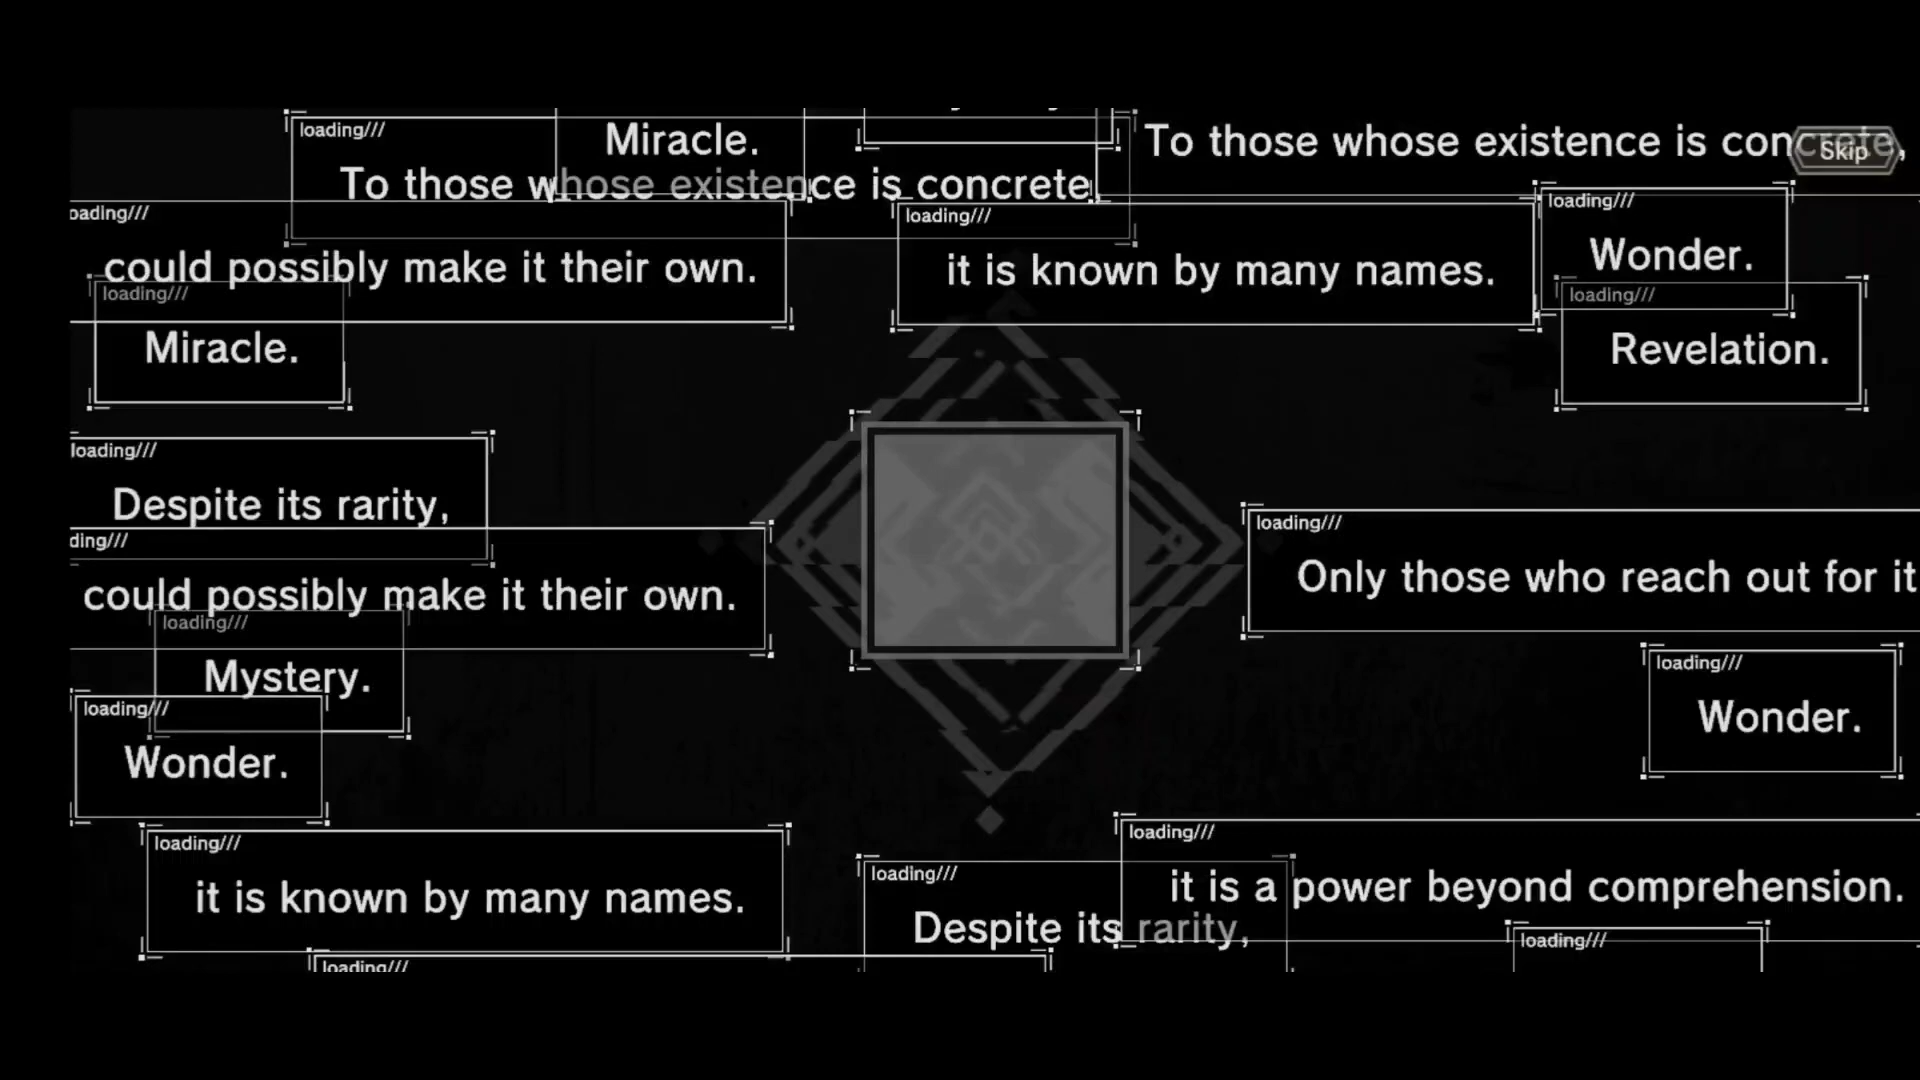 loading///
Miracle.
To those whose existence is concrete,
To those whose existence is concrete,
Skip
oading///
could possibly make it their own.
loading///
it is known by many names.
loading///
Wonder.
loading///
Miracle.
loading///
Revelation.
loading///
Despite its rarity,
ding///
could possibly make it their own.
loading///
Only those who reach out for it
loading///
Mystery.
loading///
Wonder.
loading///
Wonder.
loading///
it is known by many names.
loading///
it is a power beyond comprehension.
loading///
Despite its rarity,
loading///
loading///